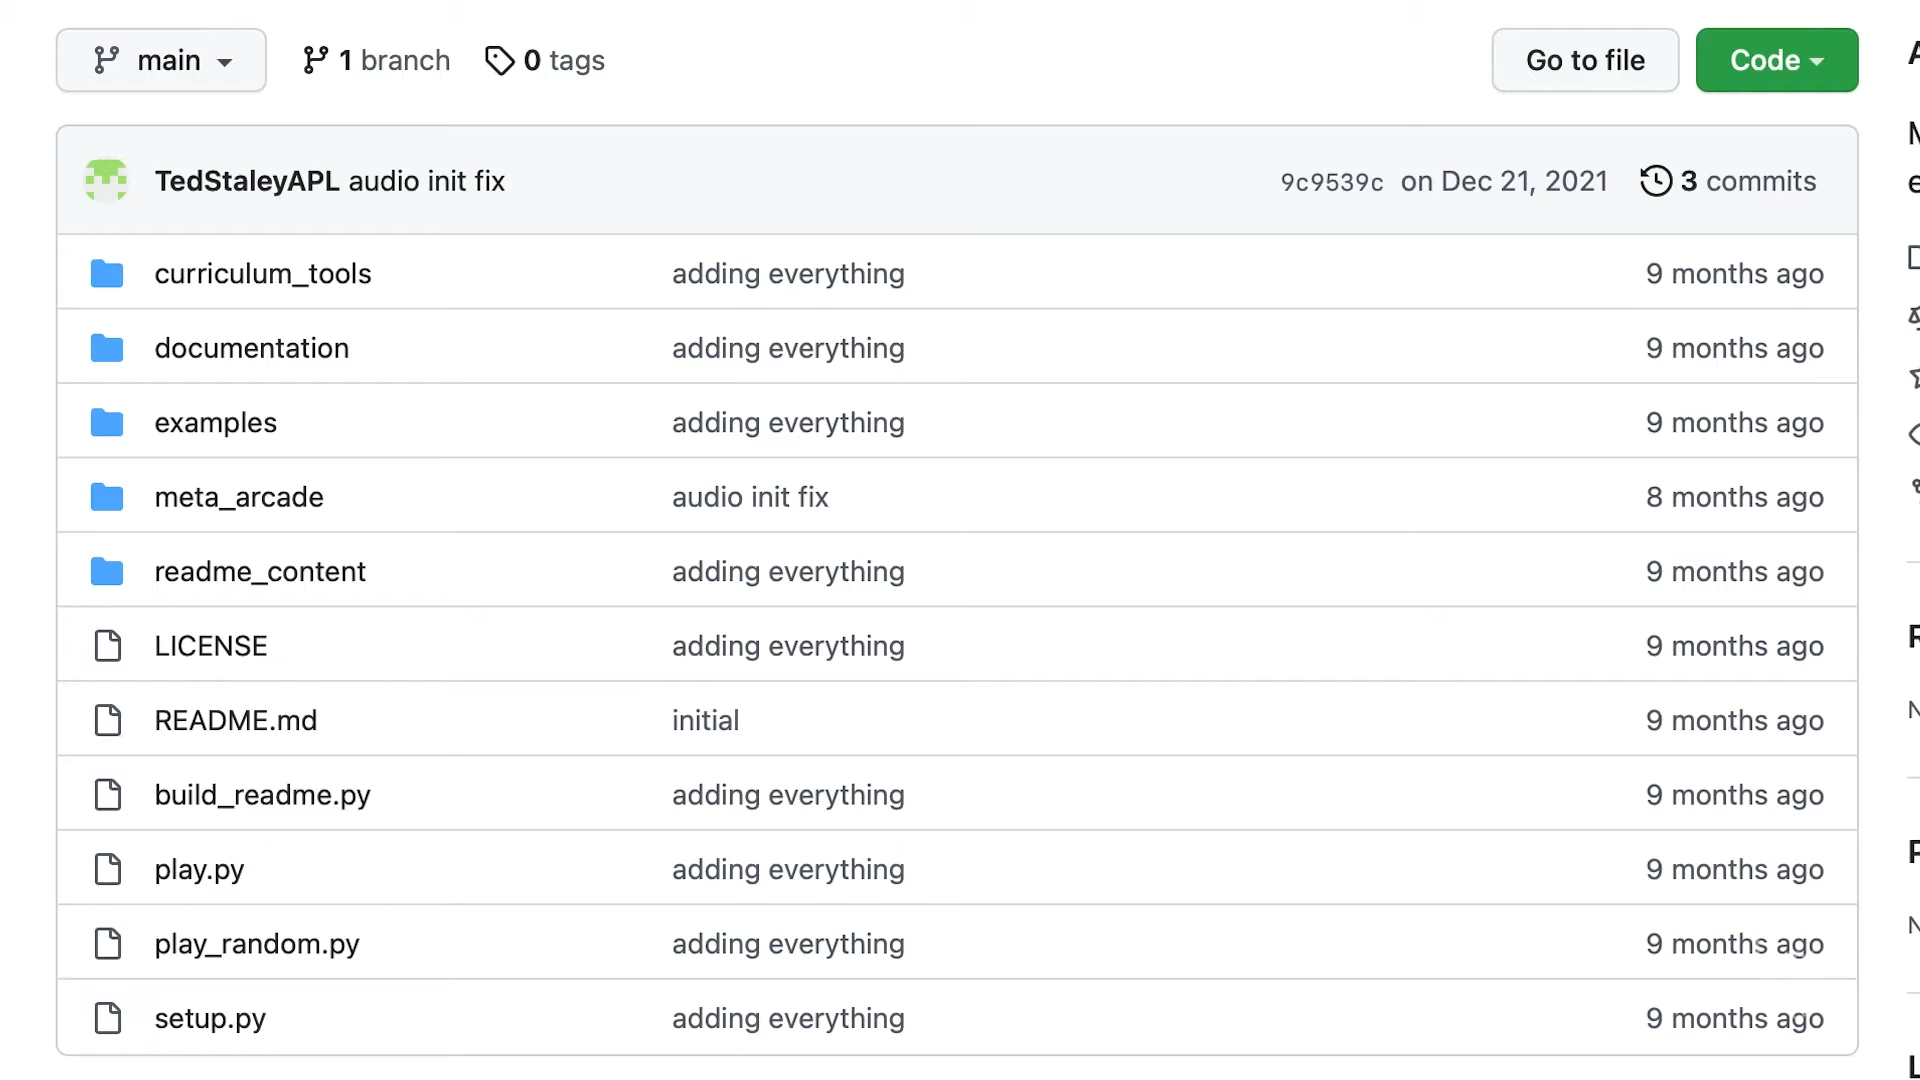 main 1 branch 0 tags Go to file Code
TedStaleyAPL audio init fix 9c9539c on Dec 21, 2021 3 commits
curriculum_tools adding everything 9 months ago
documentation adding everything 9 months ago
examples adding everything 9 months ago
meta_arcade audio init fix 8 months ago
readme_content adding everything 9 months ago
LICENSE adding everything 9 months ago
README.md initial 9 months ago
build_readme.py adding everything 9 months ago
play.py adding everything 9 months ago
play_random.py adding everything 9 months ago
setup.py adding everything 9 months ago